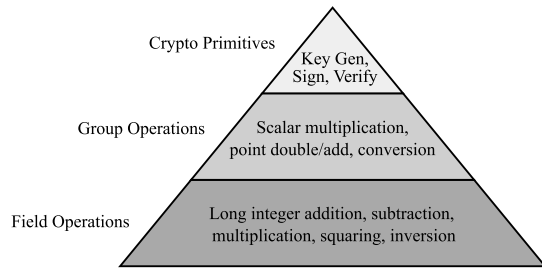 Crypto Primitives
Key Gen,
Sign, Verify
Group Operations
Scalar multiplication,
point double/add, conversion
Field Operations
Long integer addition, subtraction,
multiplication, squaring, inversion